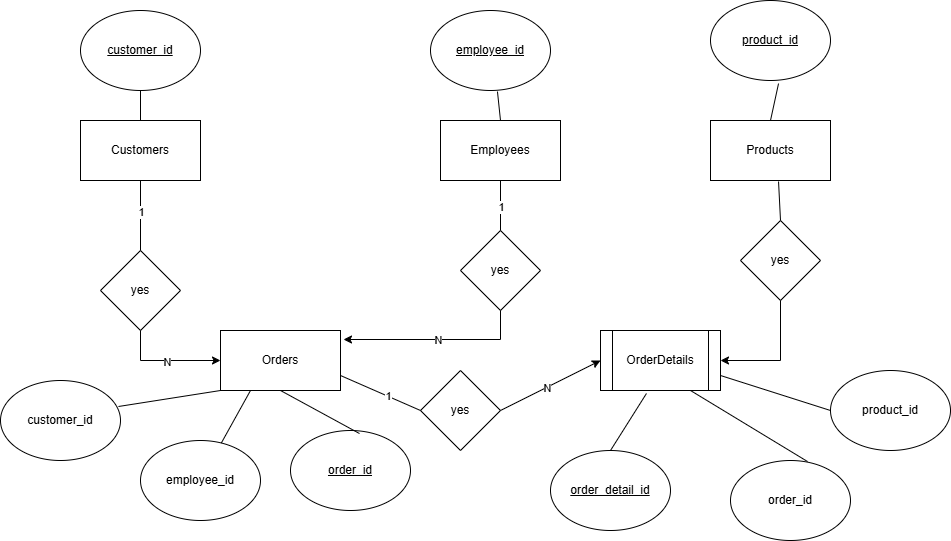 customer_id
employee_id
product_id
Customers
Employees
Products
1
1
yes
yes
yes
N
N
Orders
OrderDetails
1
yes
N
customer_id
employee_id
order_id
order_detail_id
order_id
product_id